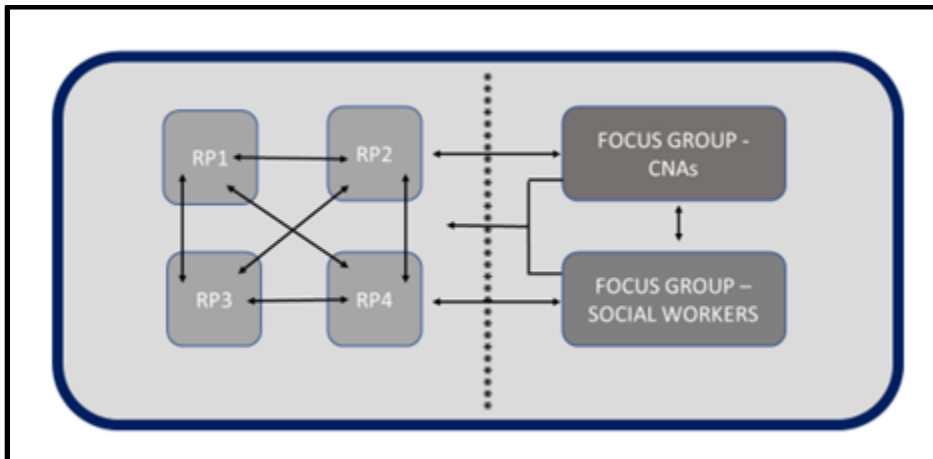 RP1
RP2
FOCUS GROUP -
CNAs
RP3
RP4
FOCUS GROUP –
SOCIAL WORKERS